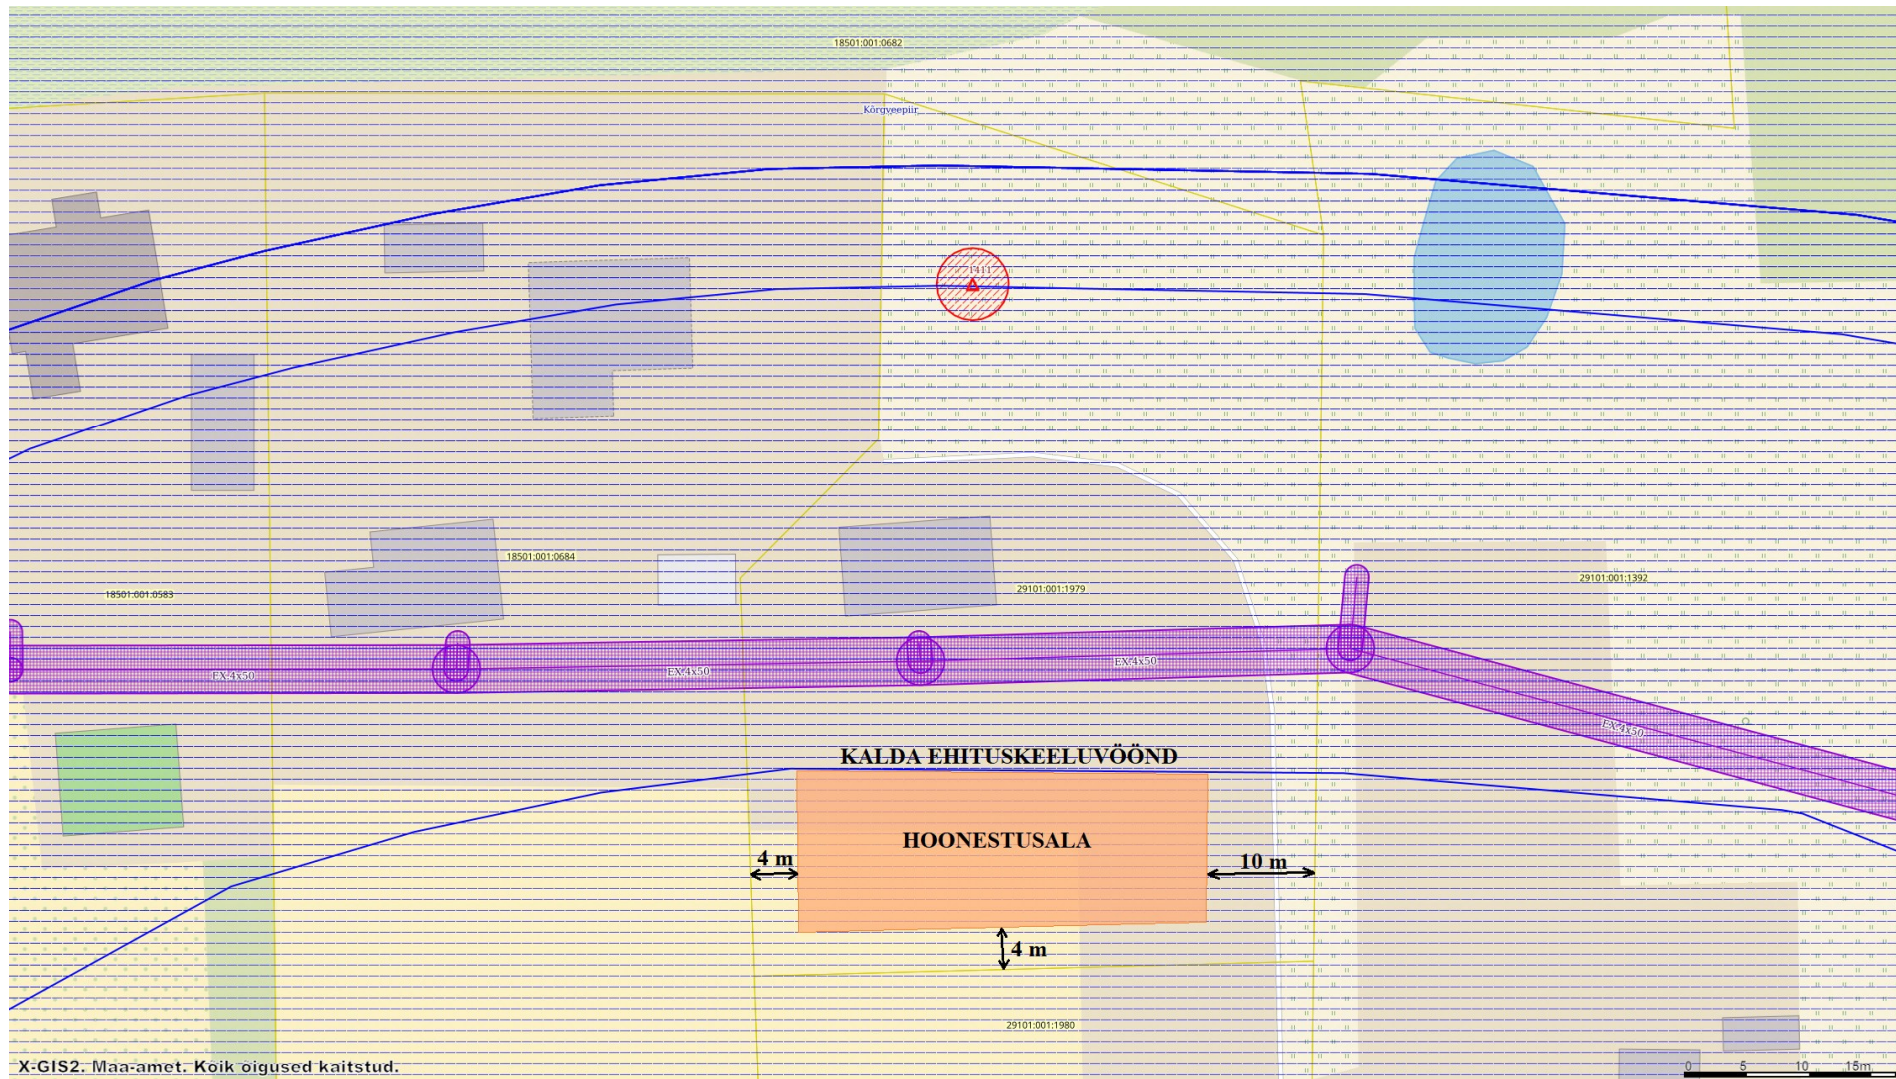 18501:001:0682
Kõrgveepiir
1411
18501:001:0684
29101:001:1392
29101:001:1979
18501:001:0583
EX.4x50
EX.4x50
EX.4x50
EX.4x50
KALDA EHITUSKEELUVÖÖND
HOONESTUSALA
4 m
10 m
4 m
29101:001:1980
X-GIS2. Maa-amet. Koik oigused kaitstud.
0 5 10 15m